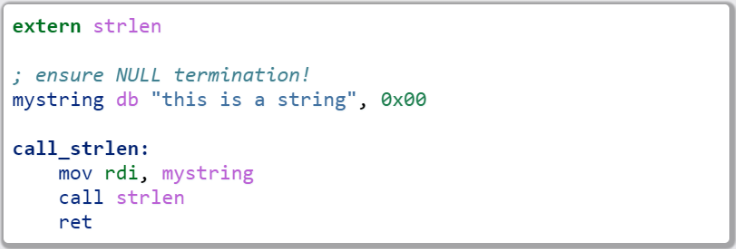 extern strlen
; ensure NULL termination!
mystring db "this is a string", 0x00
call_strlen:
mov rdi, mystring
call strlen
ret